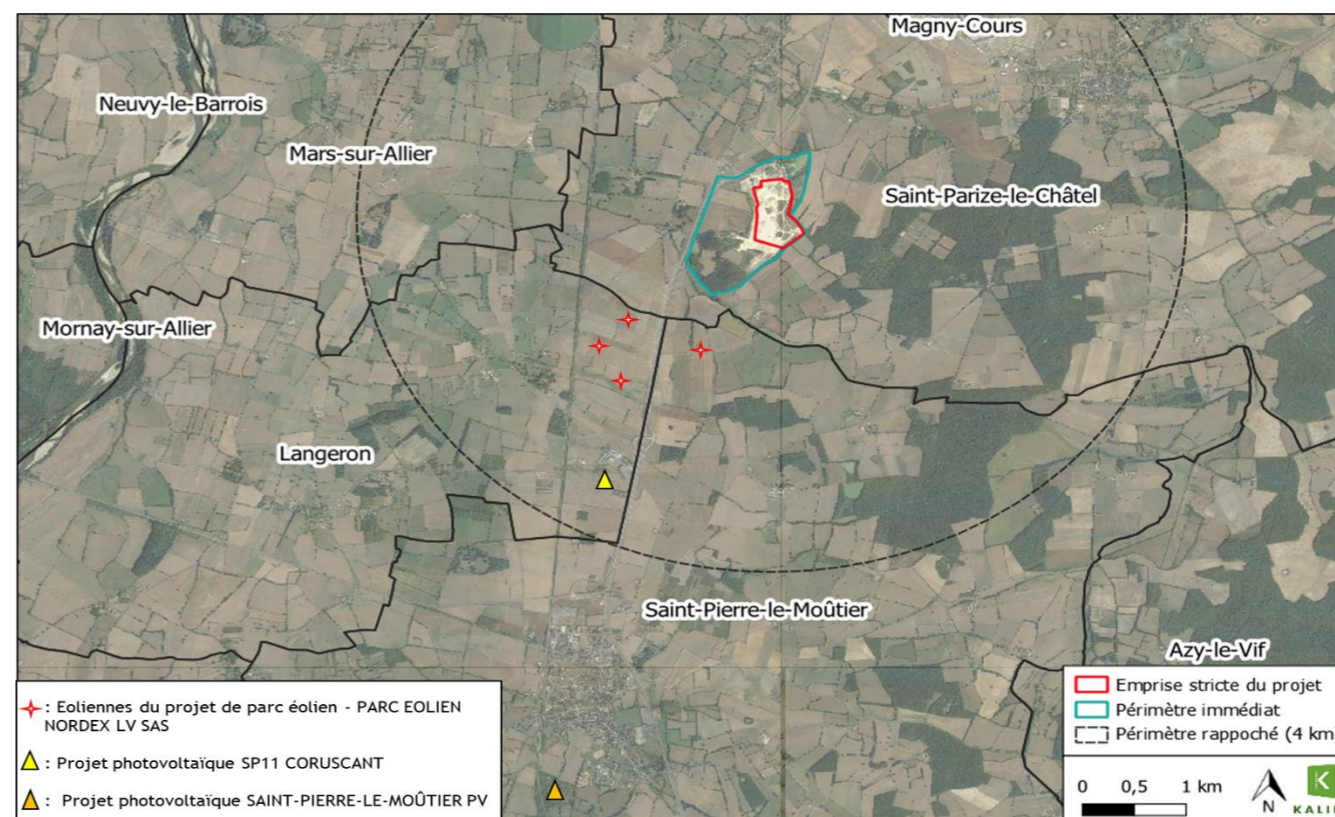 Magny-Cours
Neuvy-le-Barrois
Mars-sur-Allier
Saint-Parize-le-Châtel
Mornay-sur-Allier
Langeron
Saint-Pierre-le-Moûtier
Azy-le-Vif
: Eoliennes du projet de parc éolien - PARC EOLIEN
NORDEX LV SAS
: Projet photovoltaïque SP11 CORUSCANT
: Projet photovoltaïque SAINT-PIERRE-LE-MOÛTIER PV
Emprise stricte du projet
Périmètre immédiat
Périmètre rappoché (4 km
0 0,5 1 km
N
K